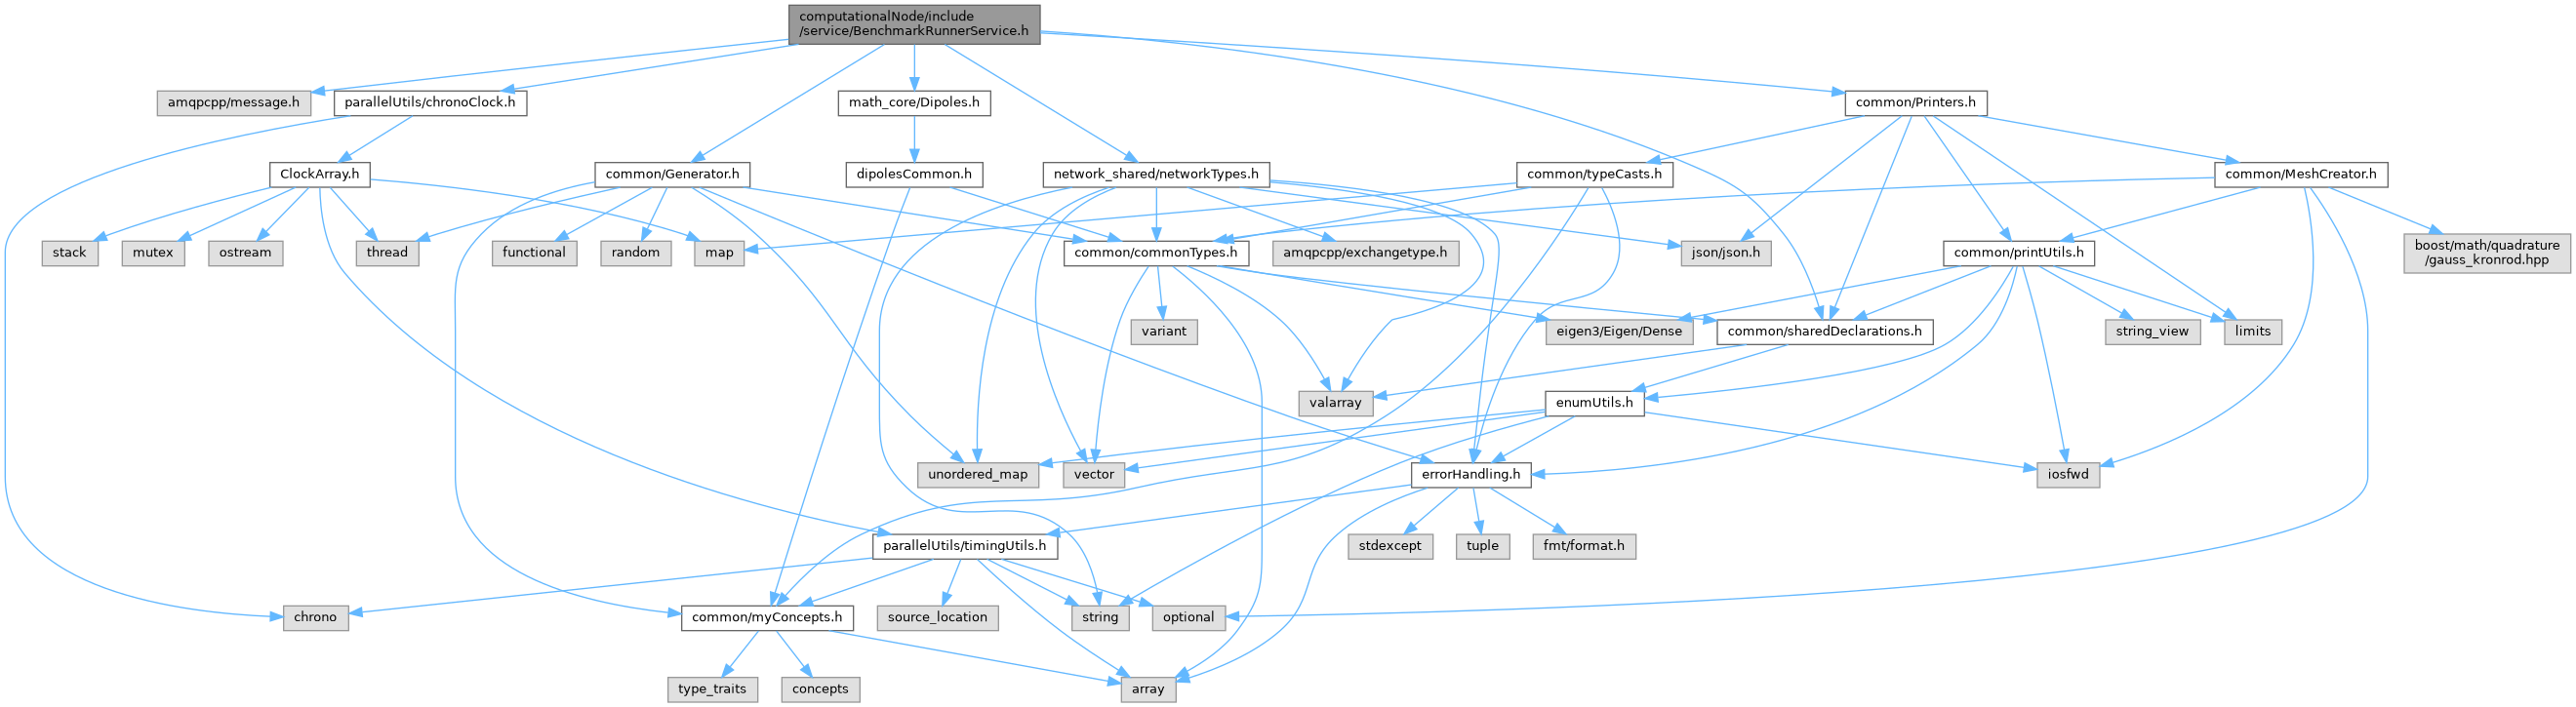 computationalNode/include
/service/BenchmarkRunnerService.h
amqpcpp/message.h
parallelUtils/chronoClock.h
math_core/Dipoles.h
common/Printers.h
ClockArray.h
common/Generator.h
dipolesCommon.h
network_shared/networkTypes.h
common/typeCasts.h
common/MeshCreator.h
stack
mutex
ostream
thread
functional
random
map
common/commonTypes.h
amqpcpp/exchangetype.h
json/json.h
common/printUtils.h
boost/math/quadrature
/gauss_kronrod.hpp
variant
eigen3/Eigen/Dense
common/sharedDeclarations.h
string_view
limits
valarray
enumUtils.h
unordered_map
vector
errorHandling.h
iosfwd
parallelUtils/timingUtils.h
stdexcept
tuple
fmt/format.h
chrono
common/myConcepts.h
source_location
string
optional
type_traits
concepts
array